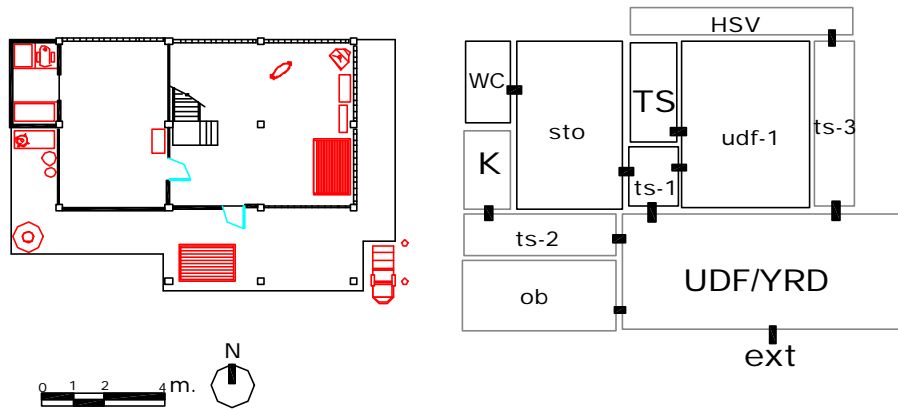 HSV
WC
sto
TS
udf-1
ts-3
K
ts-1
ts-2
UDF/YRD
ob
ext
N
0 1 2 4 m.